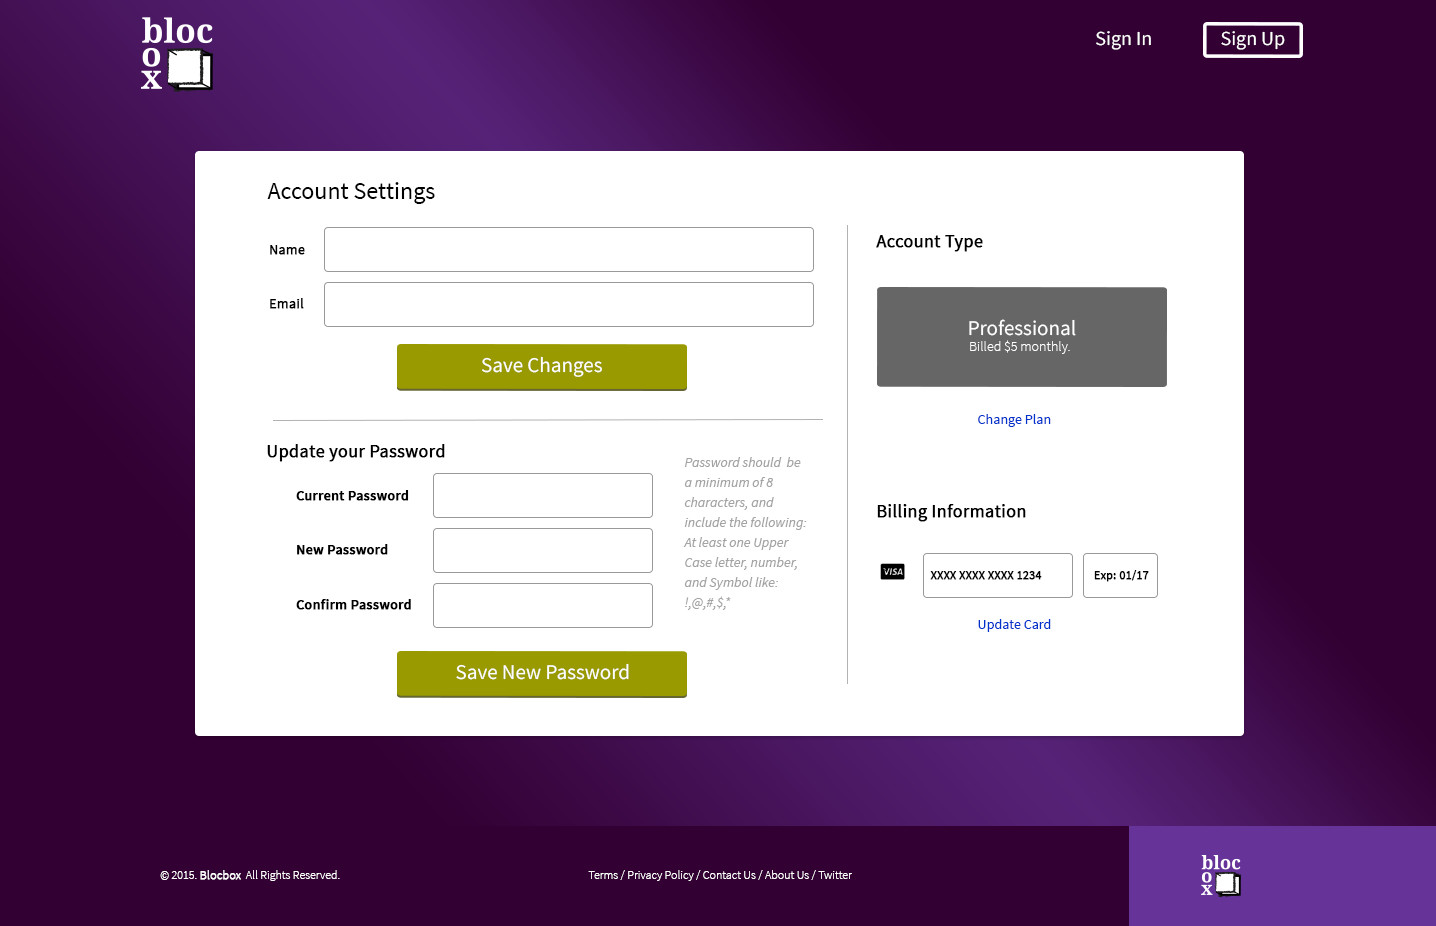 bloc
o
x
Sign In
Sign Up
Account Settings
Name
Email
Save Changes
Update your Password
Current Password
New Password
Confirm Password
Password should  be
a minimum of 8
characters, and
include the following:
At least one Upper
Case letter, number,
and Symbol like:
!,@,#,$,*
Save New Password
Account Type
Professional
Billed $5 monthly.
Change Plan
Billing Information
VISA
XXXX XXXX XXXX 1234
Exp: 01/17
Update Card
© 2015. Blocbox  All Rights Reserved.
Terms / Privacy Policy / Contact Us / About Us / Twitter
bloc
o
x